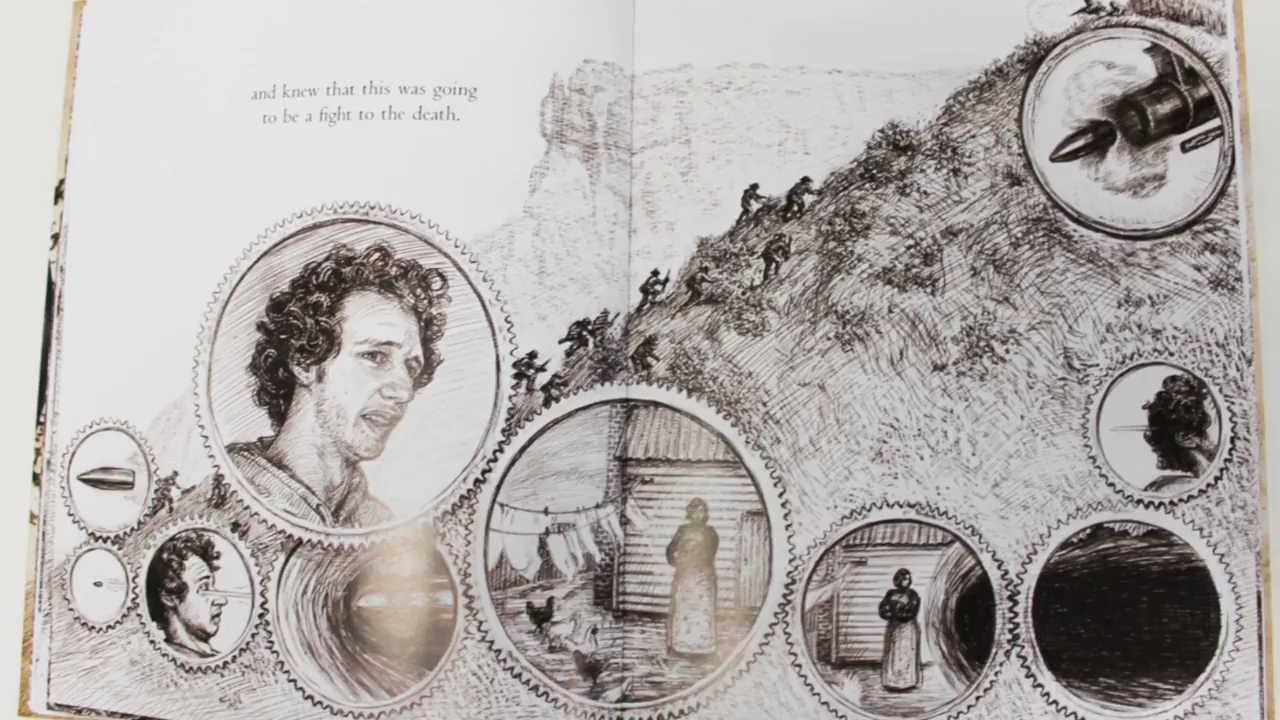 and knew that this was going
to be a fight to the death.